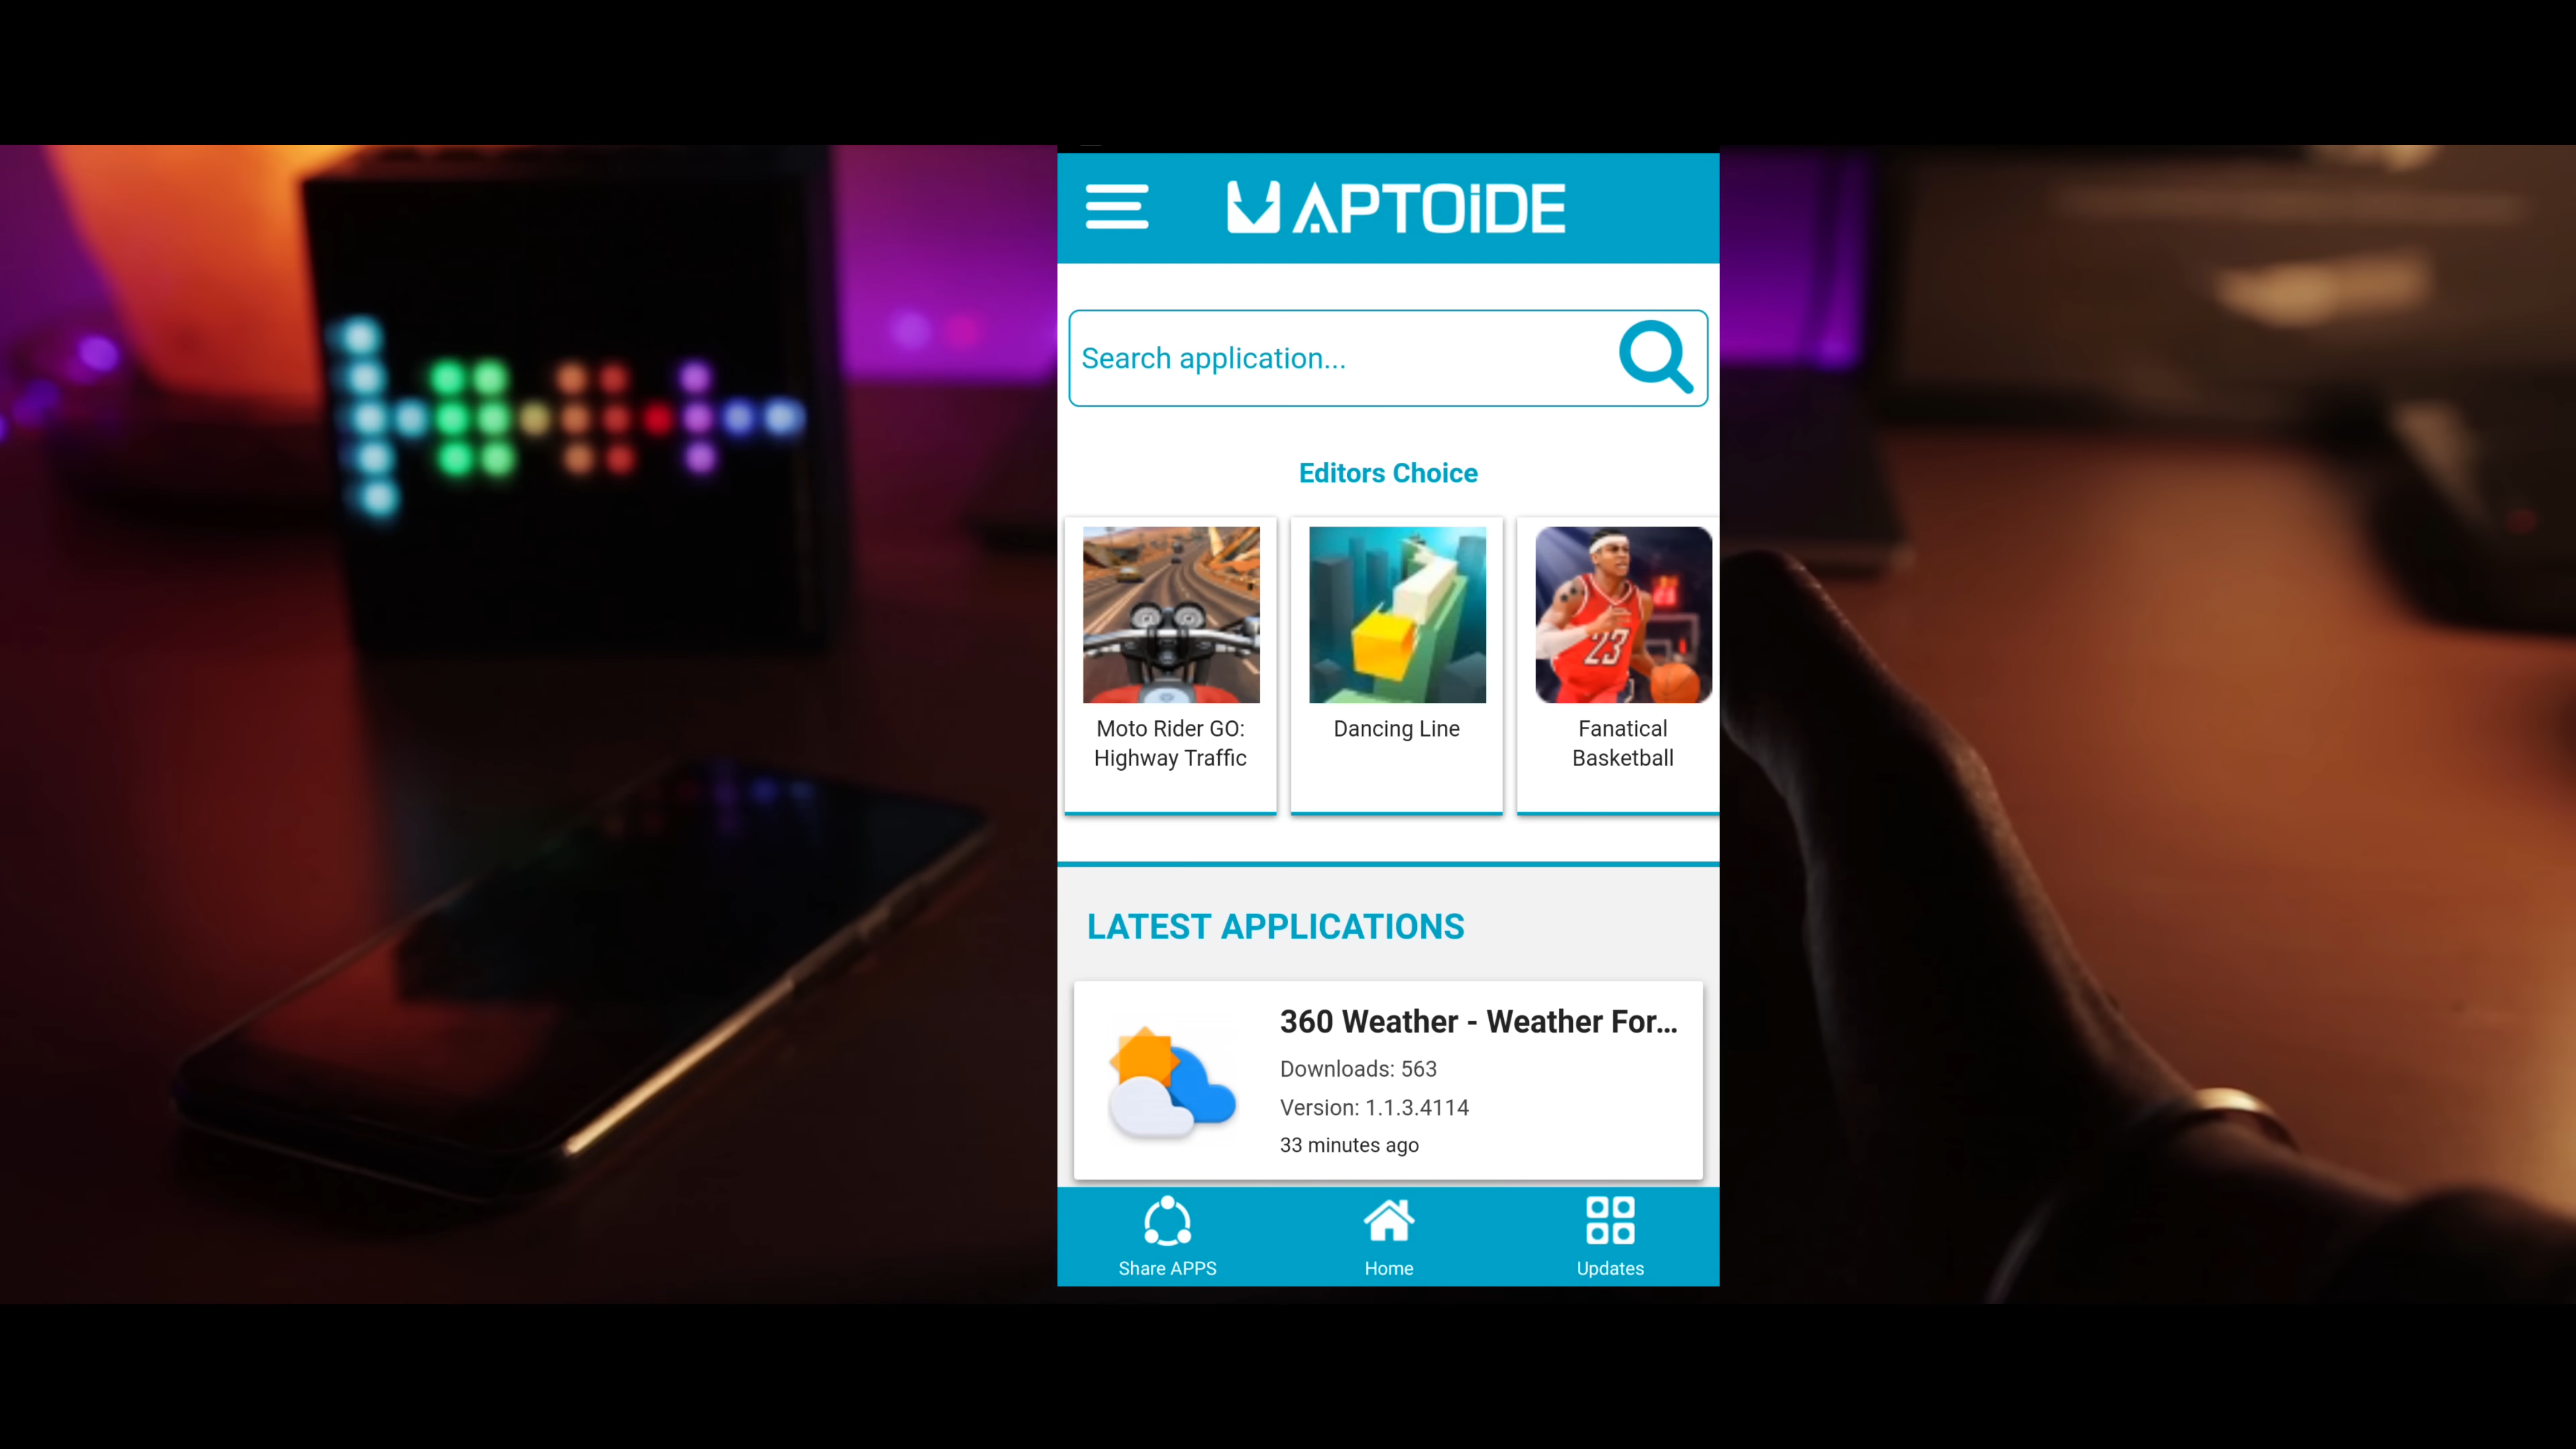 APTOiDE
Search application...
Editors Choice
Moto Rider GO:
Highway Traffic
Dancing Line
23
Fanatical
Basketball
LATEST APPLICATIONS
360 Weather - Weather For...
Downloads: 563
Version: 1.1.3.4114
33 minutes ago
Share APPS
Home
Updates